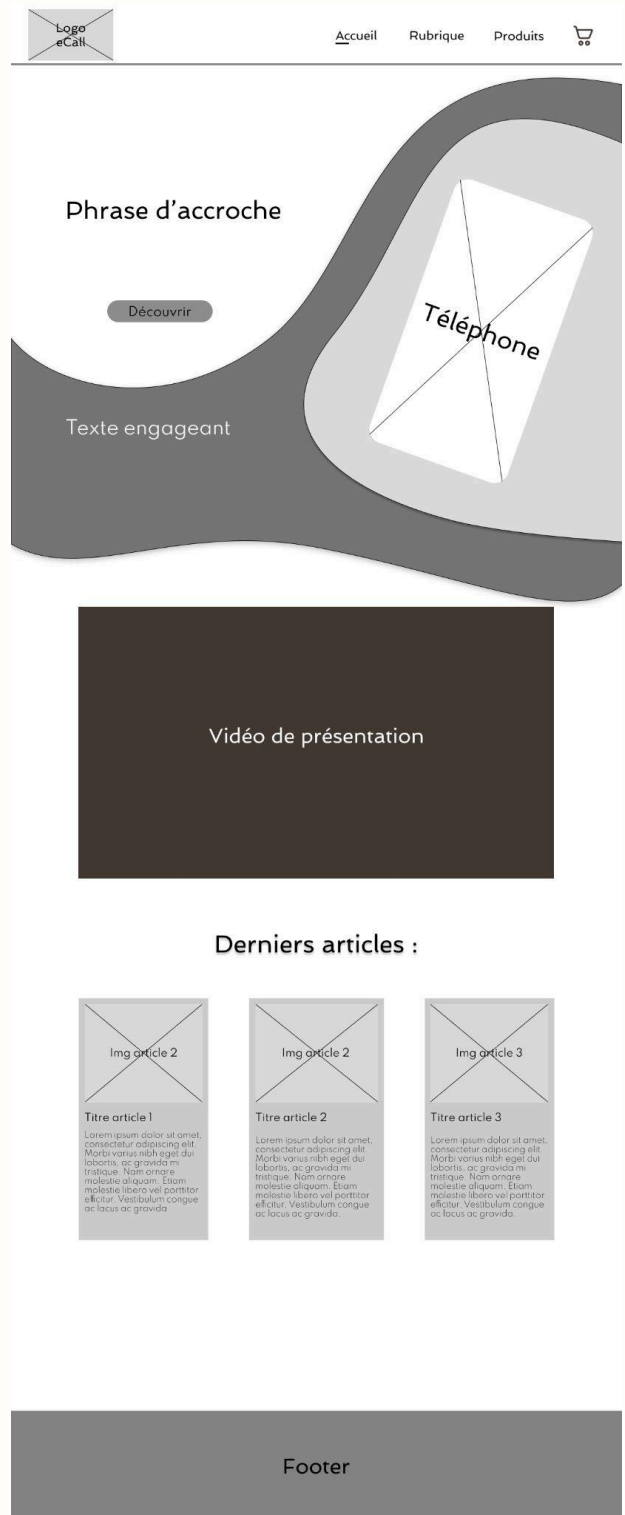 Logo
eCall
Accueil
Rubrique
Produits
Phrase d'accroche
Découvrir
Téléphone
Texte engageant
Vidéo de présentation
Derniers articles :
Img article 2
Titre article 1
Lorem ipsum dolor sit amet,
consectetur adipiscing elit.
Morbi varius nibh eget dui
lobortis, ac gravida mi
tristique. Nam ornare
molestie aliquam. Etiam
molestie libero vel porttitor
efficitur. Vestibulum congue
ac lacus ac gravida
Img article 2
Titre article 2
Lorem ipsum dolor sit amet,
consectetur adipiscing elit.
Morbi varius nibh eget dui
lobortis, ac gravida mi
tristique. Nam ornare
molestie aliquam. Etiam
molestie libero vel porttitor
efficitur. Vestibulum congue
ac lacus ac gravida.
Img article 3
Titre article 3
Lorem ipsum dolor sit amet,
consectetur adipiscing elit.
Morbi varius nibh eget dui
lobortis, ac gravida mi
tristique. Nam ornare
molestie aliquam. Etiam
molestie libero vel porttitor
efficitur. Vestibulum congue
ac lacus ac gravida.
Footer